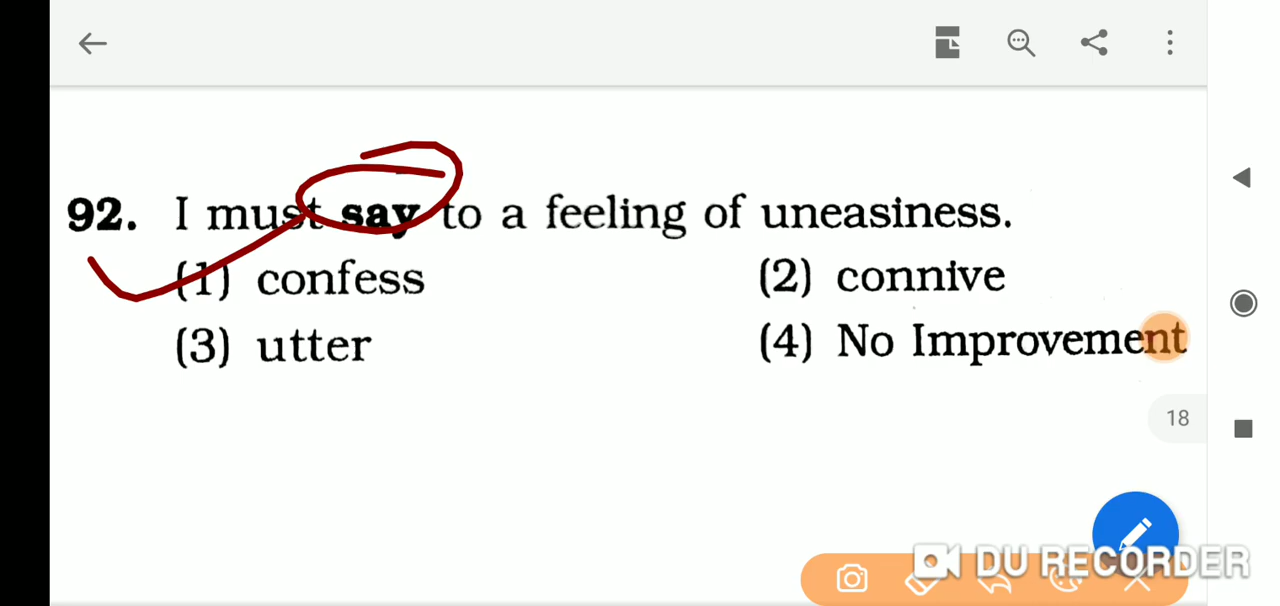 92. I must say to a feeling of uneasiness.
(1) confess (2) connive
(3) utter (4) No Improvement
18
DU RECORDER